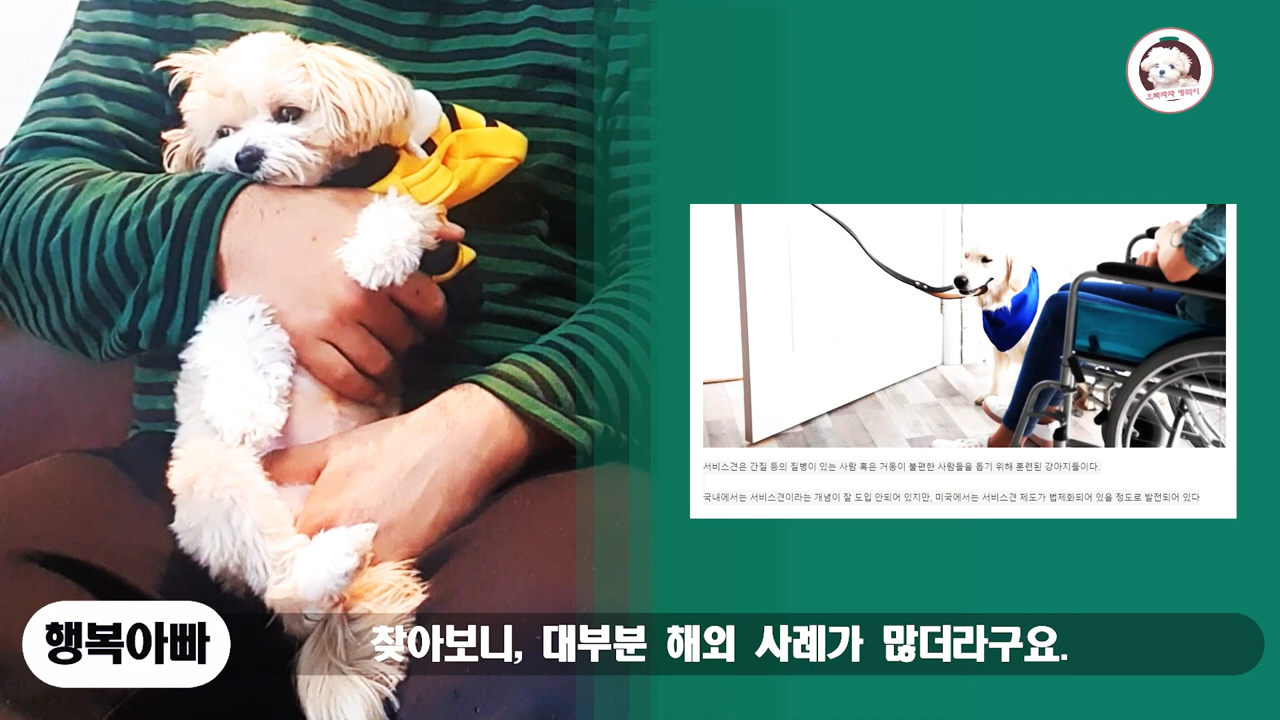 서비스견은 간질 등의 질병이 있는 사람 혹은 거동이 불편한 사람들을 돕기 위해 훈련된 강아지들이다.
국내에서는 서비스견이라는 개념이 잘 도입 안되어 있지만, 미국에서는 서비스견 제도가 법제화되어 있을 정도로 발전되어 있다
행복아빠
찾아보니, 대부분 해외 사례가 많더라구요.